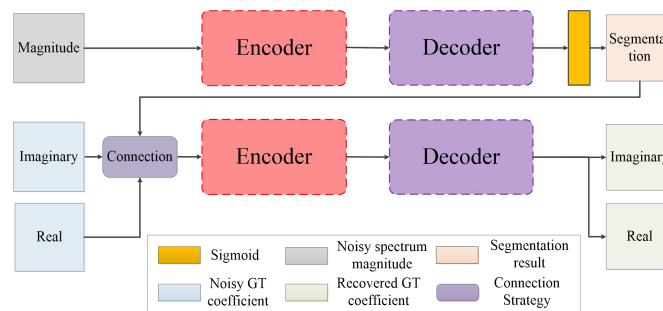 Magnitude
Encoder
Decoder
Segmenta
tion
Imaginary
Connection
Encoder
Decoder
Imaginary
Real
Real
Sigmoid
Noisy spectrum
magnitude
Segmentation
result
Noisy GT
coefficient
Recovered GT
coefficient
Connection
Strategy